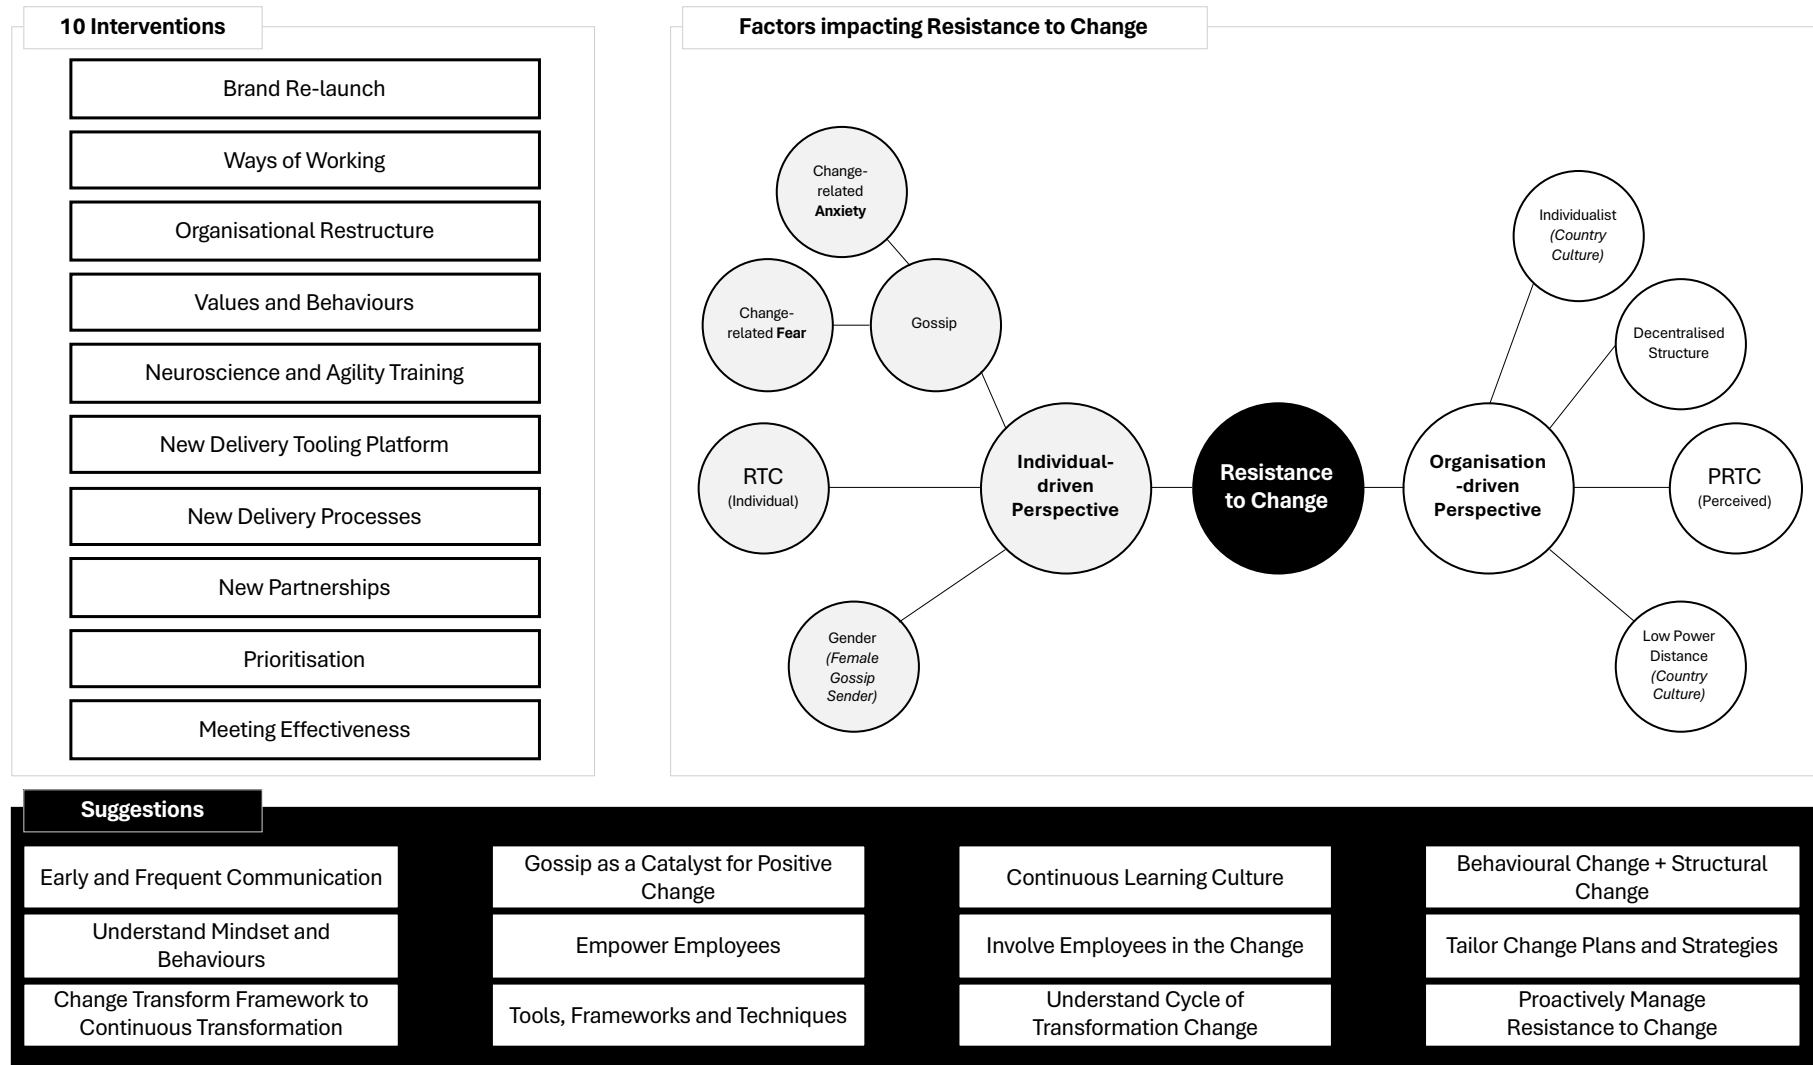 10 Interventions
Brand Re-launch
Ways of Working
Organisational Restructure
Values and Behaviours
Neuroscience and Agility Training
New Delivery Tooling Platform
New Delivery Processes
New Partnerships
Prioritisation
Meeting Effectiveness
Factors impacting Resistance to Change
Change-
related
Anxiety
Change-
related Fear
Gossip
RTC
(Individual)
Gender
(Female
Gossip
Sender)
Individual-
driven
Perspective
Resistance
to Change
Organisation
-driven
Perspective
Individualist
(Country
Culture)
Decentralised
Structure
PRTC
(Perceived)
Low Power
Distance
(Country
Culture)
Suggestions
Early and Frequent Communication
Gossip as a Catalyst for Positive
Change
Continuous Learning Culture
Behavioural Change + Structural
Change
Understand Mindset and
Behaviours
Empower Employees
Involve Employees in the Change
Tailor Change Plans and Strategies
Change Transform Framework to
Continuous Transformation
Tools, Frameworks and Techniques
Understand Cycle of
Transformation Change
Proactively Manage
Resistance to Change